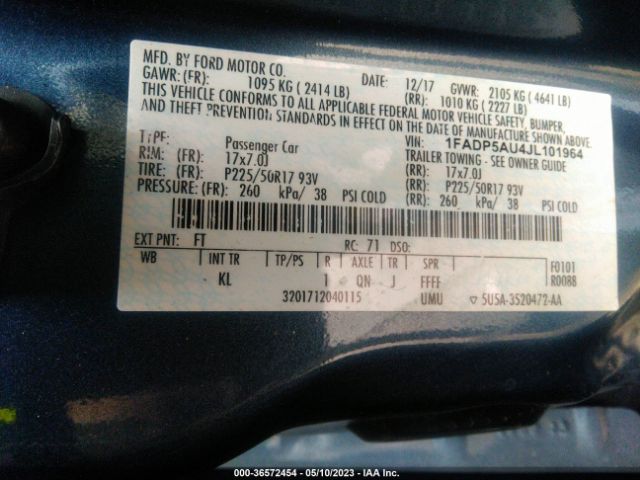 MFD. BY FORD MOTOR CO.
GAWR: (FR): 1095 KG ( 2414 LB) DATE: 12/17 GVWR: 2105 KG ( 4641 LB)
(RR): 1010 KG ( 2227 LB)
THIS VEHICLE CONFORMS TO ALL APPLICABLE FEDERAL MOTOR VEHICLE SAFETY, BUMPER,
AND THEFT PREVENTION STANDARDS IN EFFECT ON THE DATE OF MANUFACTURE SHOWN ABOVE.
VIN: 1FADP5AU4JL101964
TYPE: Passenger Car TRAILER TOWING - SEE OWNER GUIDE
RIM: (FR): 17x7.0J (RR): 17x7.0J
TIRE: (FR): P225/50R17 93V (RR): P225/50R17 93V
PRESSURE: (FR): 260 kPa/ 38 PSI COLD (RR): 260 kPa/ 38 PSI COLD
EXT PNT: FT RC: 71 DSO:
WB INT TR TP/PS R AXLE TR SPR F0101
KL 1 QN J R0088
3201712040115 UMU ▽ 5U5A-3520472-AA
000-36572454 - 05/10/2023 - IAA Inc.